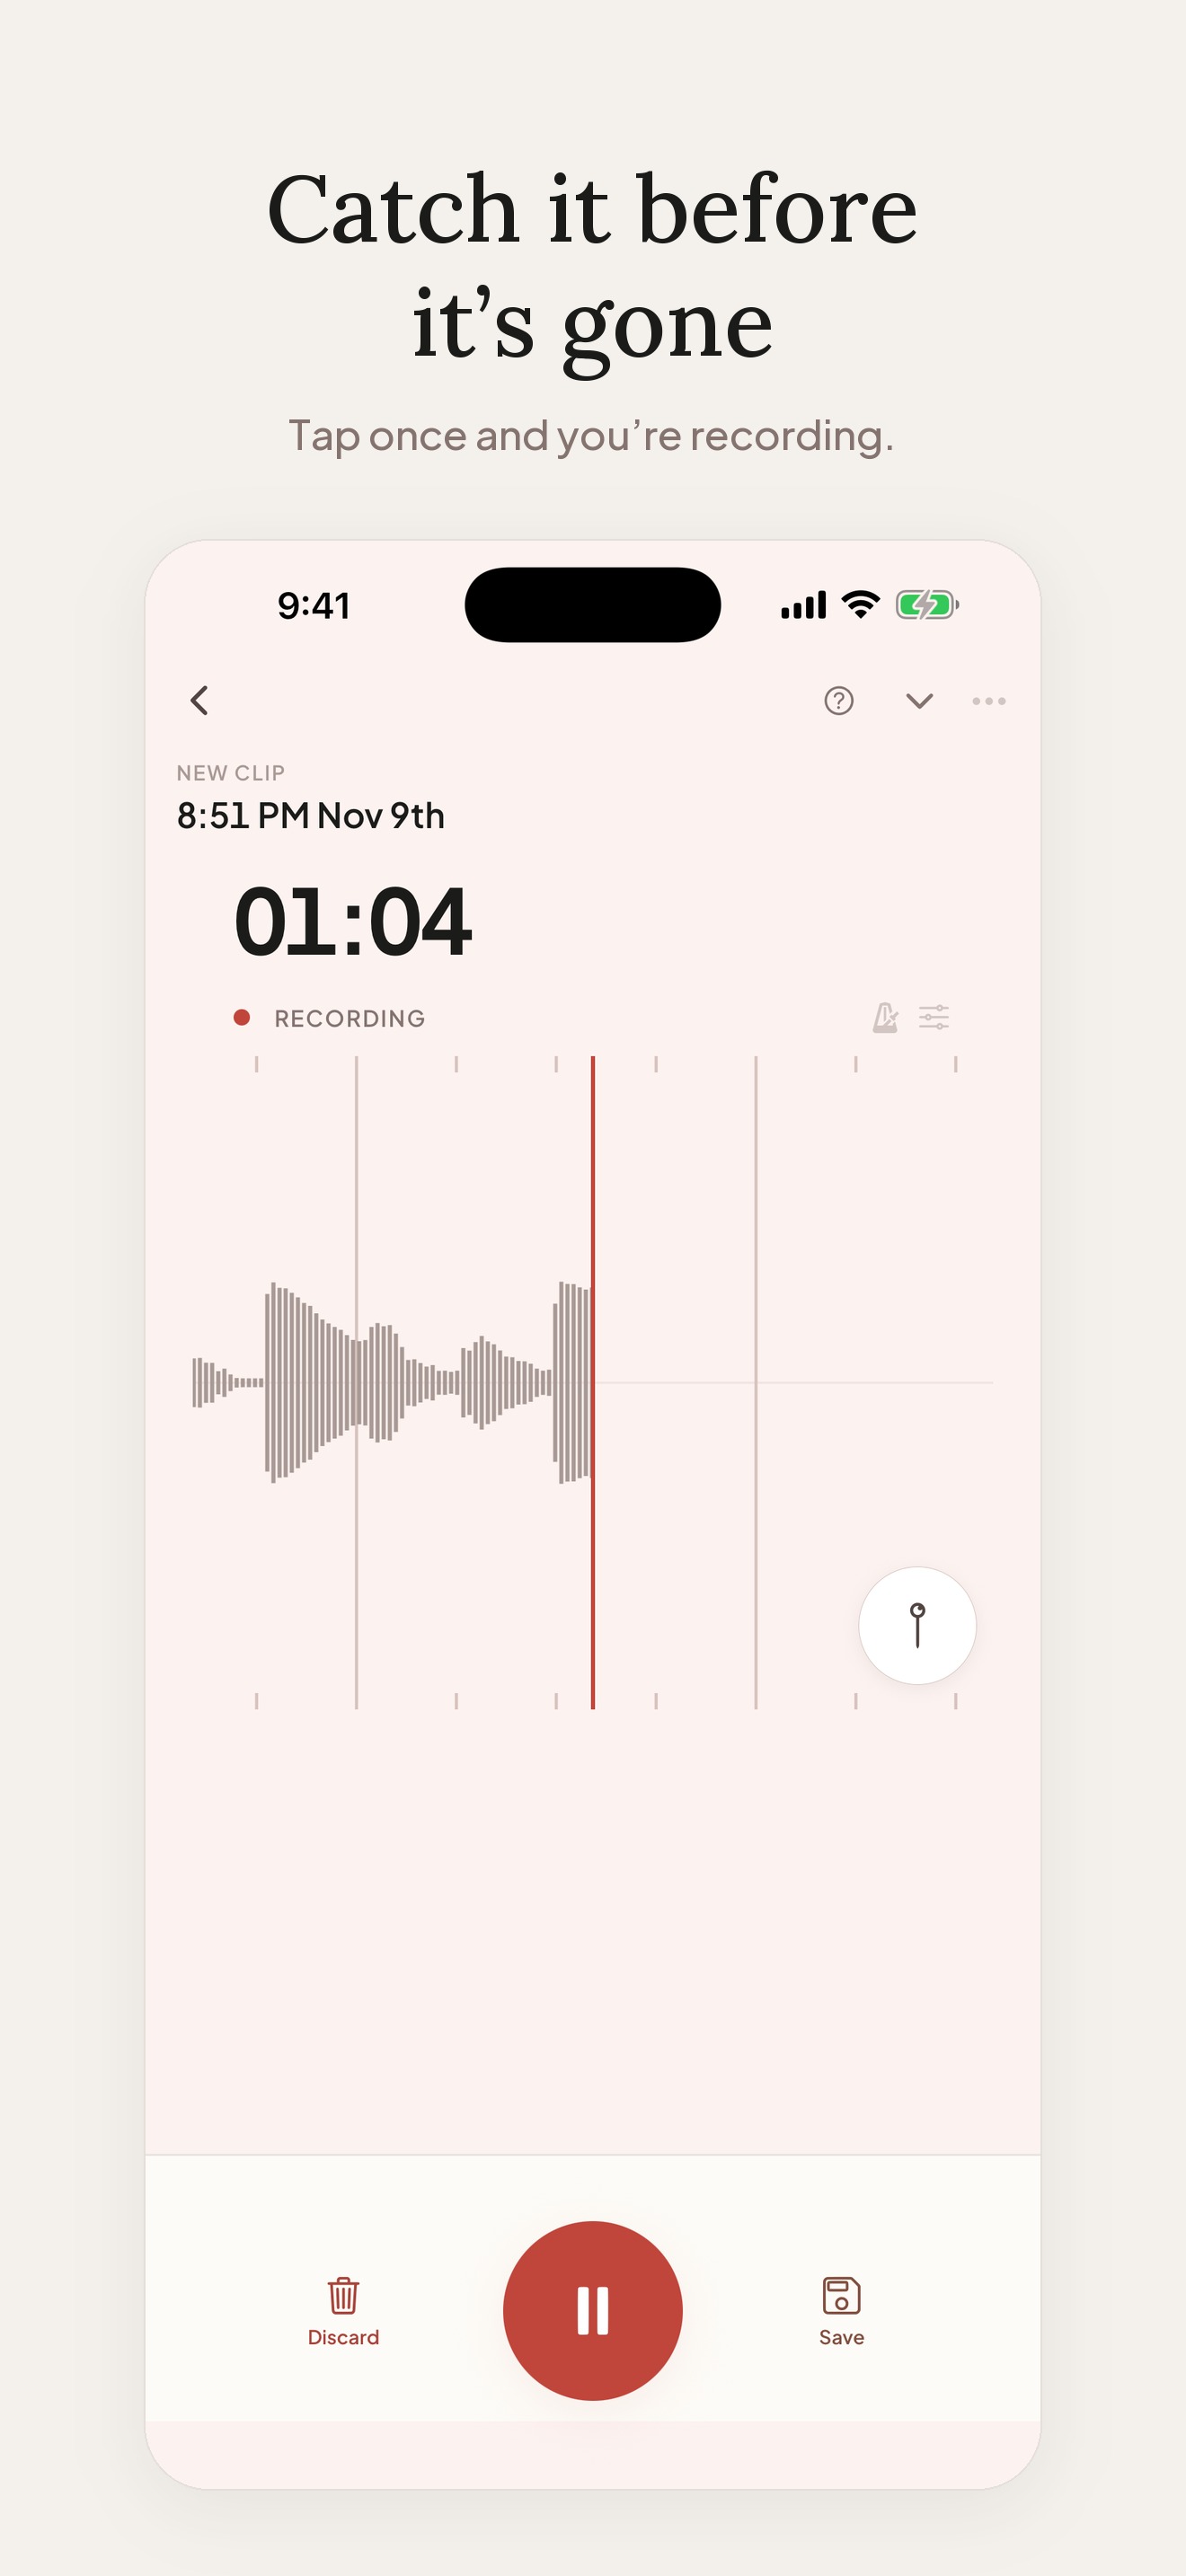 Catch it before
it’s gone
Tap once and you’re recording.
9:41
NEW CLIP
8:51 PM Nov 9th
01:04
RECORDING
Discard
Save